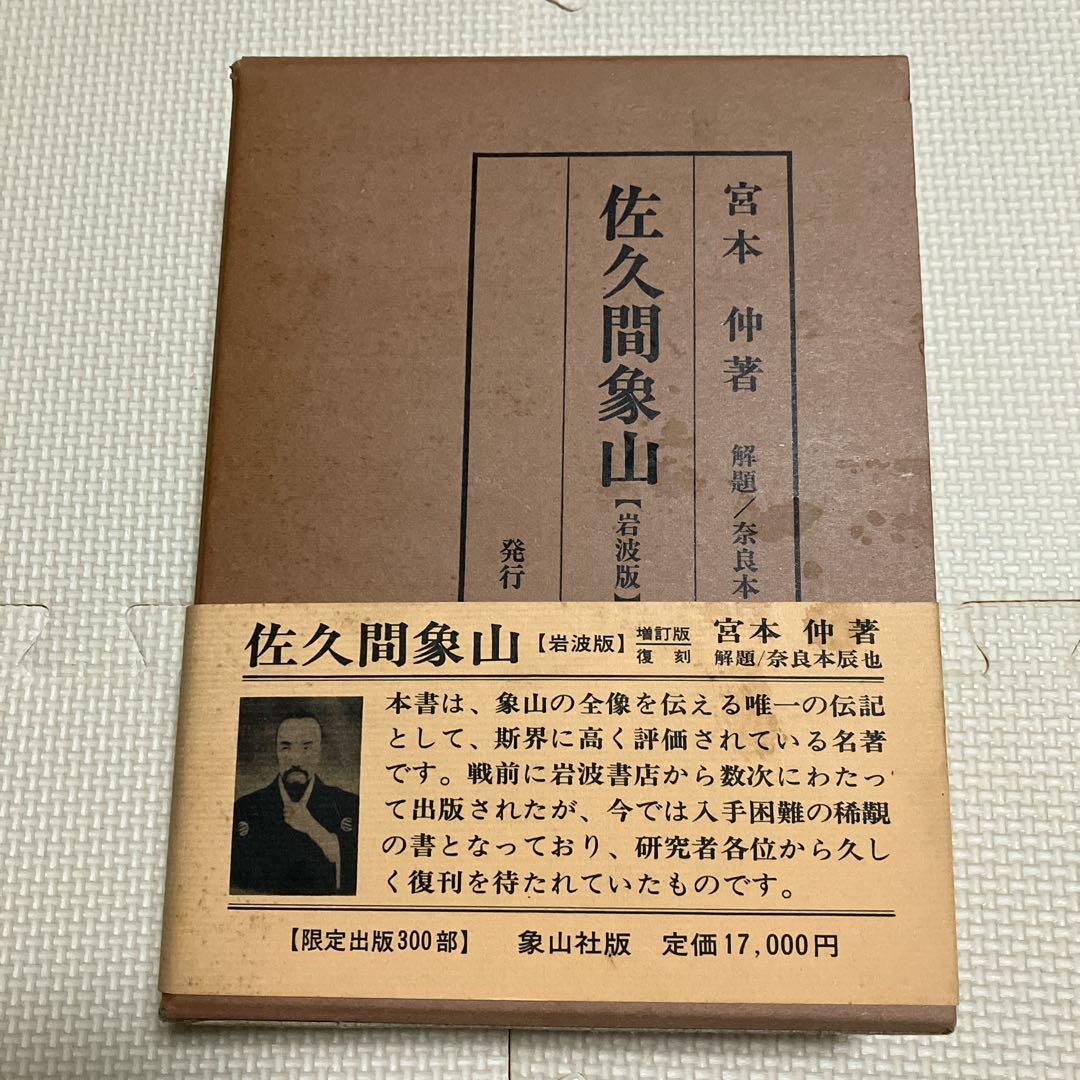 宮本 仲著 解題/奈良本
佐久間象山【岩波版】
発行
佐久間象山【岩波版】増訂版復刻
宮本 仲著
解題/奈良本辰也
本書は、象山の全像を伝える唯一の伝記
として、斯界に高く評価されている名著
です。戦前に岩波書店から数次にわたっ
て出版されたが、今では入手困難の稀覯
の書となっており、研究者各位から久し
く復刊を待たれていたものです。
【限定出版300部】 象山社版 定価17,000円